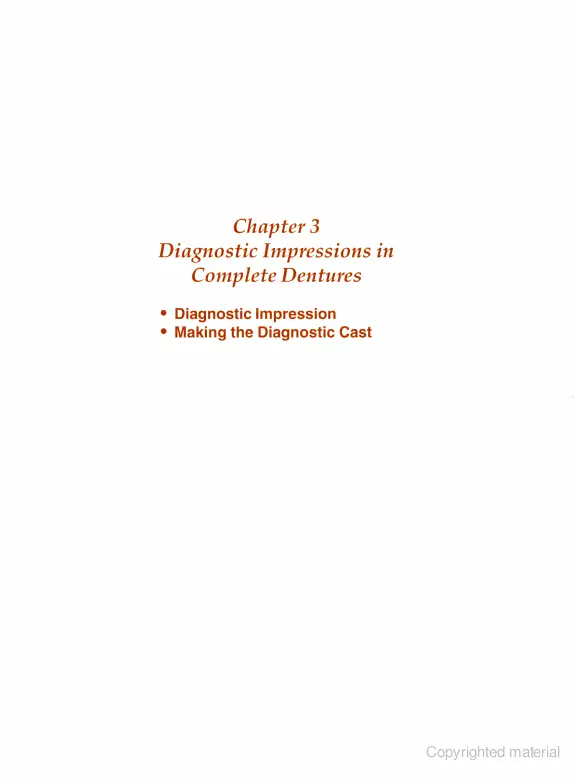 Chapter 3
Diagnostic Impressions in
Complete Dentures
• Diagnostic Impression
• Making the Diagnostic Cast
Copyrighted material